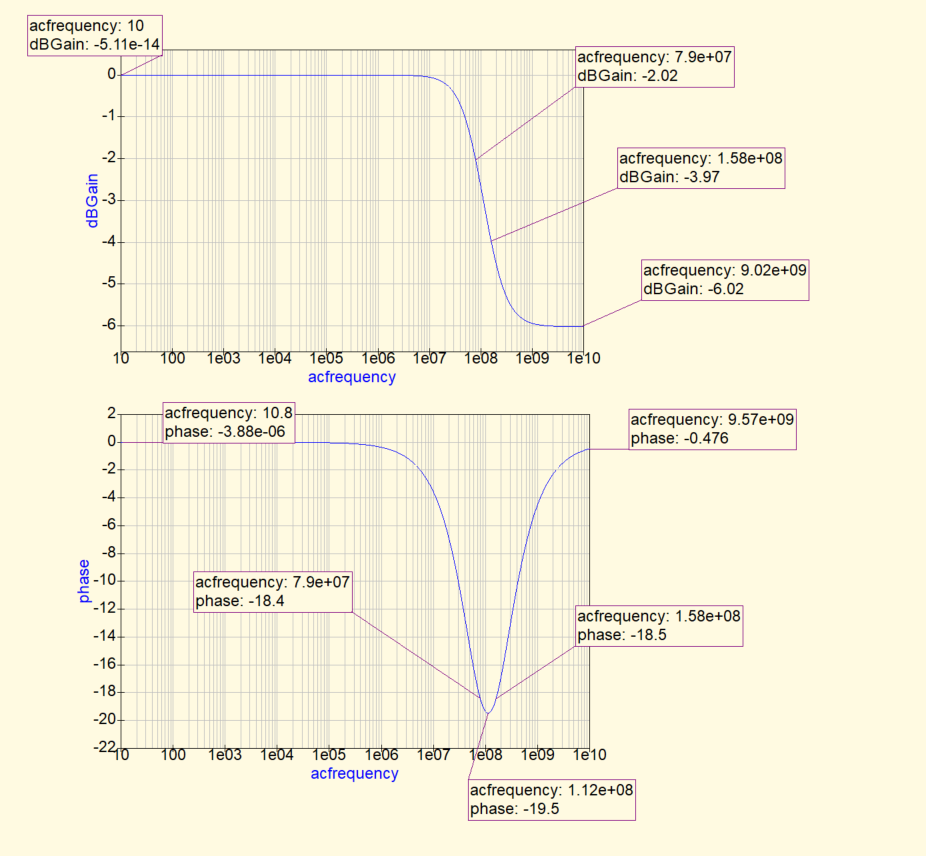 acfrequency: 10
dBGain: -5.11e-14
acfrequency: 7.9e+07
dBGain: -2.02
acfrequency: 1.58e+08
dBGain: -3.97
acfrequency: 9.02e+09
dBGain: -6.02
0
-1
-2
-3
-4
-5
-6
dBGain
10 100 1e03 1e04 1e05 1e06 1e07 1e08 1e09 1e10
acfrequency
acfrequency: 10.8
phase: -3.88e-06
acfrequency: 9.57e+09
phase: -0.476
acfrequency: 7.9e+07
phase: -18.4
acfrequency: 1.58e+08
phase: -18.5
2
0
-2
-4
-6
-8
-10
-12
-14
-16
-18
-20
-22
phase
10 100 1e03 1e04 1e05 1e06 1e07 1e08 1e09 1e10
acfrequency
acfrequency: 1.12e+08
phase: -19.5